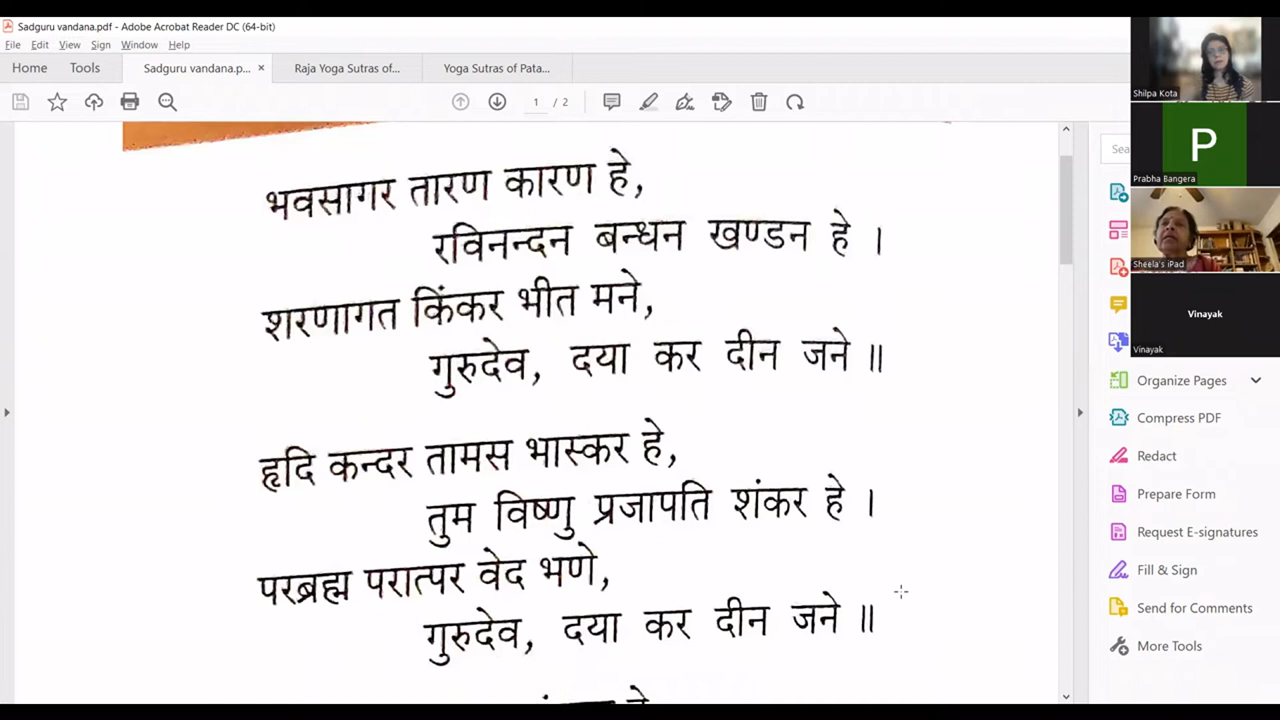 Sadguru vandana.pdf - Adobe Acrobat Reader DC (64-bit)
File Edit View Sign Window Help
Home Tools Sadguru vandana.p... × Raja Yoga Sutras of... Yoga Sutras of Pata...
1 / 2
भवसागर तारण कारण हे,
रविनन्दन बन्धन खण्डन हे ।
शरणागत किंकर भीत मने,
गुरुदेव, दया कर दीन जने ॥
हृदि कन्दर तामस भास्कर हे,
तुम विष्णु प्रजापति शंकर हे ।
परब्रह्म परात्पर वेद भणे,
गुरुदेव, दया कर दीन जने ॥
Shilpa Kota
P
Prabha Bangera
Sheela's iPad
Vinayak
Vinayak
Sea
Organize Pages
Compress PDF
Redact
Prepare Form
Request E-signatures
Fill & Sign
Send for Comments
More Tools